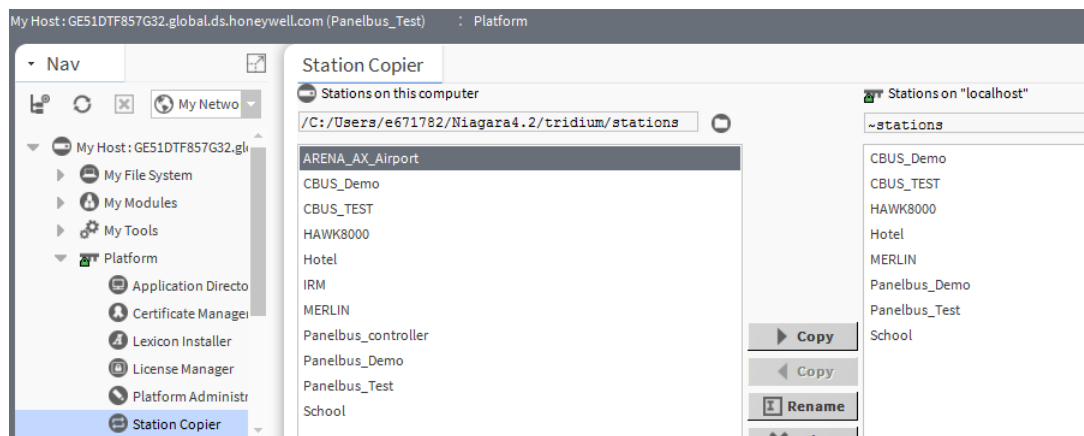 My Host : GE51DTF857G32.global.ds.honeywell.com (Panelbus_Test) : Platform
Nav
My Netwo
My Host : GE51DTF857G32.gl
My File System
My Modules
My Tools
Platform
Application Directo
Certificate Manage
Lexicon Installer
License Manager
Platform Administr
Station Copier
Station Copier
Stations on this computer
/C:/Users/e671782/Niagara4.2/tridium/stations
ARENA_AX_Airport
CBUS_Demo
CBUS_TEST
HAWK8000
Hotel
IRM
MERLIN
Panelbus_controller
Panelbus_Demo
Panelbus_Test
School
Copy
Copy
Rename
Stations on "localhost"
~stations
CBUS_Demo
CBUS_TEST
HAWK8000
Hotel
MERLIN
Panelbus_Demo
Panelbus_Test
School